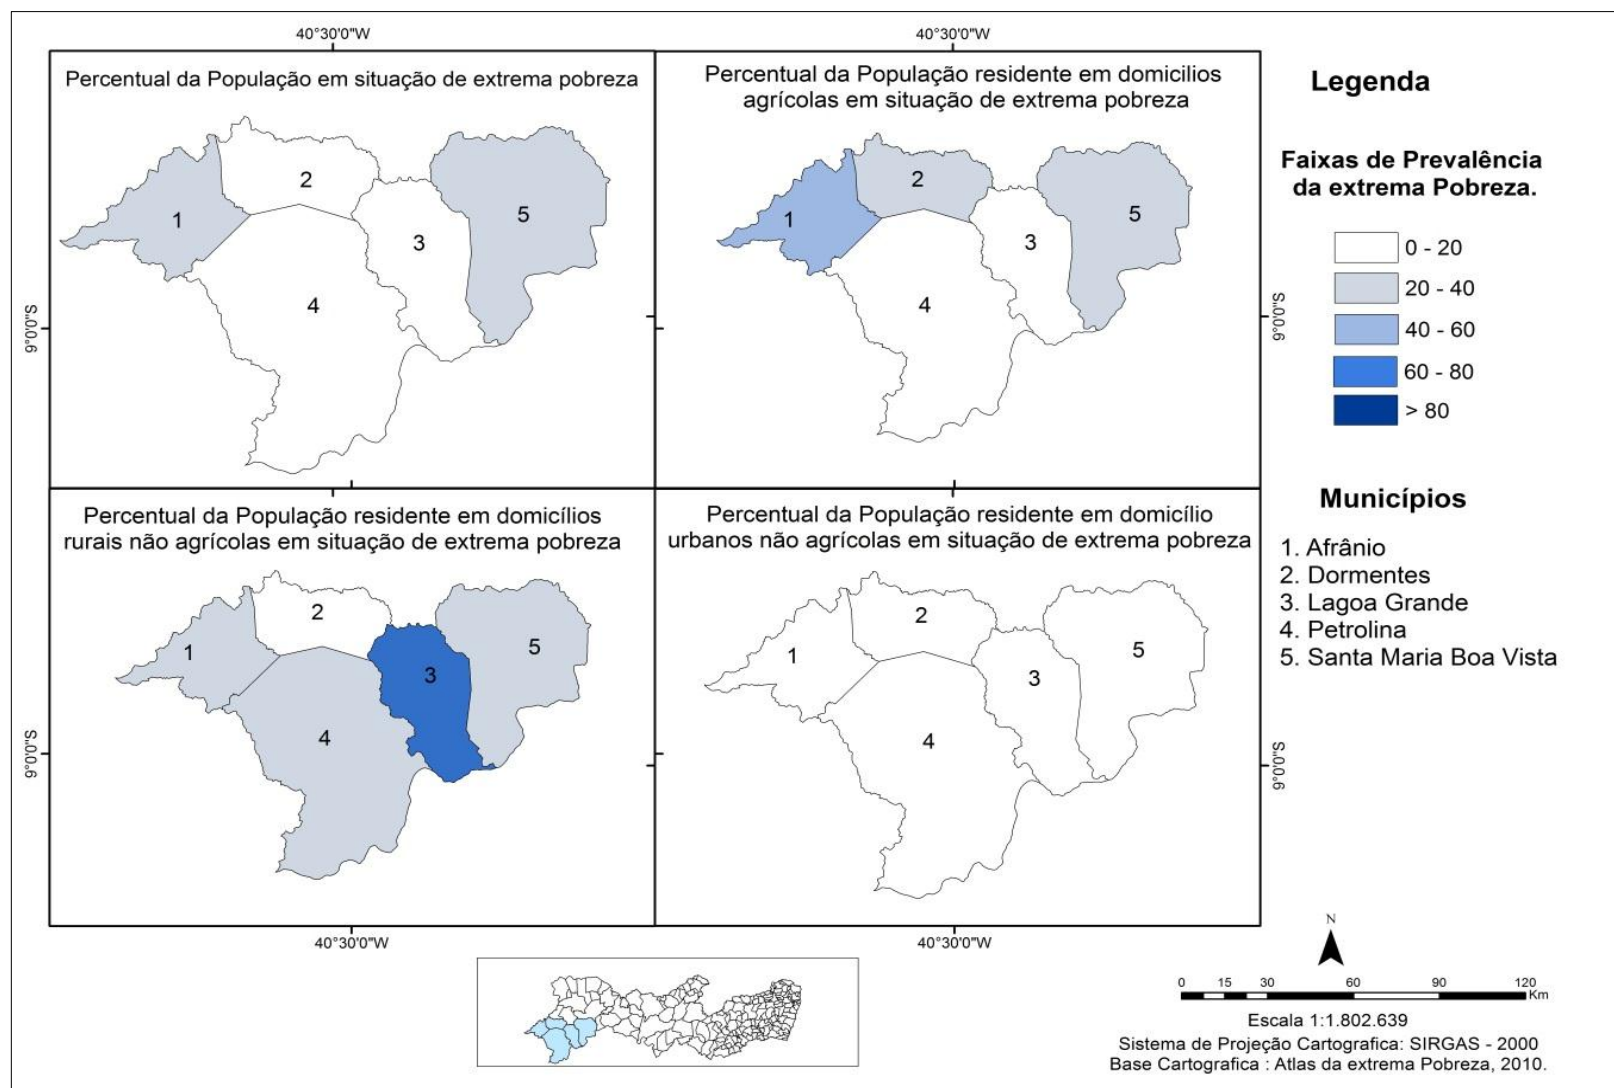 40°30'0"W
40°30'0"W
Percentual da População em situação de extrema pobreza
1
2
3
4
5
9°0'0"S
Percentual da População residente em domicilios
agrícolas em situação de extrema pobreza
1
2
3
4
5
9°0'0"S
Percentual da População residente em domicílios
rurais não agrícolas em situação de extrema pobreza
1
2
3
4
5
9°0'0"S
40°30'0"W
Percentual da População residente em domicílio
urbanos não agrícolas em situação de extrema pobreza
1
2
3
4
5
9°0'0"S
40°30'0"W
Legenda
Faixas de Prevalência
da extrema Pobreza.
0 - 20
20 - 40
40 - 60
60 - 80
> 80
Municípios
1. Afrânio
2. Dormentes
3. Lagoa Grande
4. Petrolina
5. Santa Maria Boa Vista
N
0 15 30 60 90 120
Km
Escala 1:1.802.639
Sistema de Projeção Cartografica: SIRGAS - 2000
Base Cartografica : Atlas da extrema Pobreza, 2010.